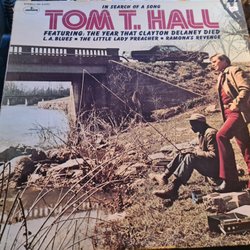 IN SEARCH OF A SONG
TOM T. HALL
FEATURING: THE YEAR THAT CLAYTON DELANEY DIED
L.A. BLUES • THE LITTLE LADY PREACHER • RAMONA'S REVENGE